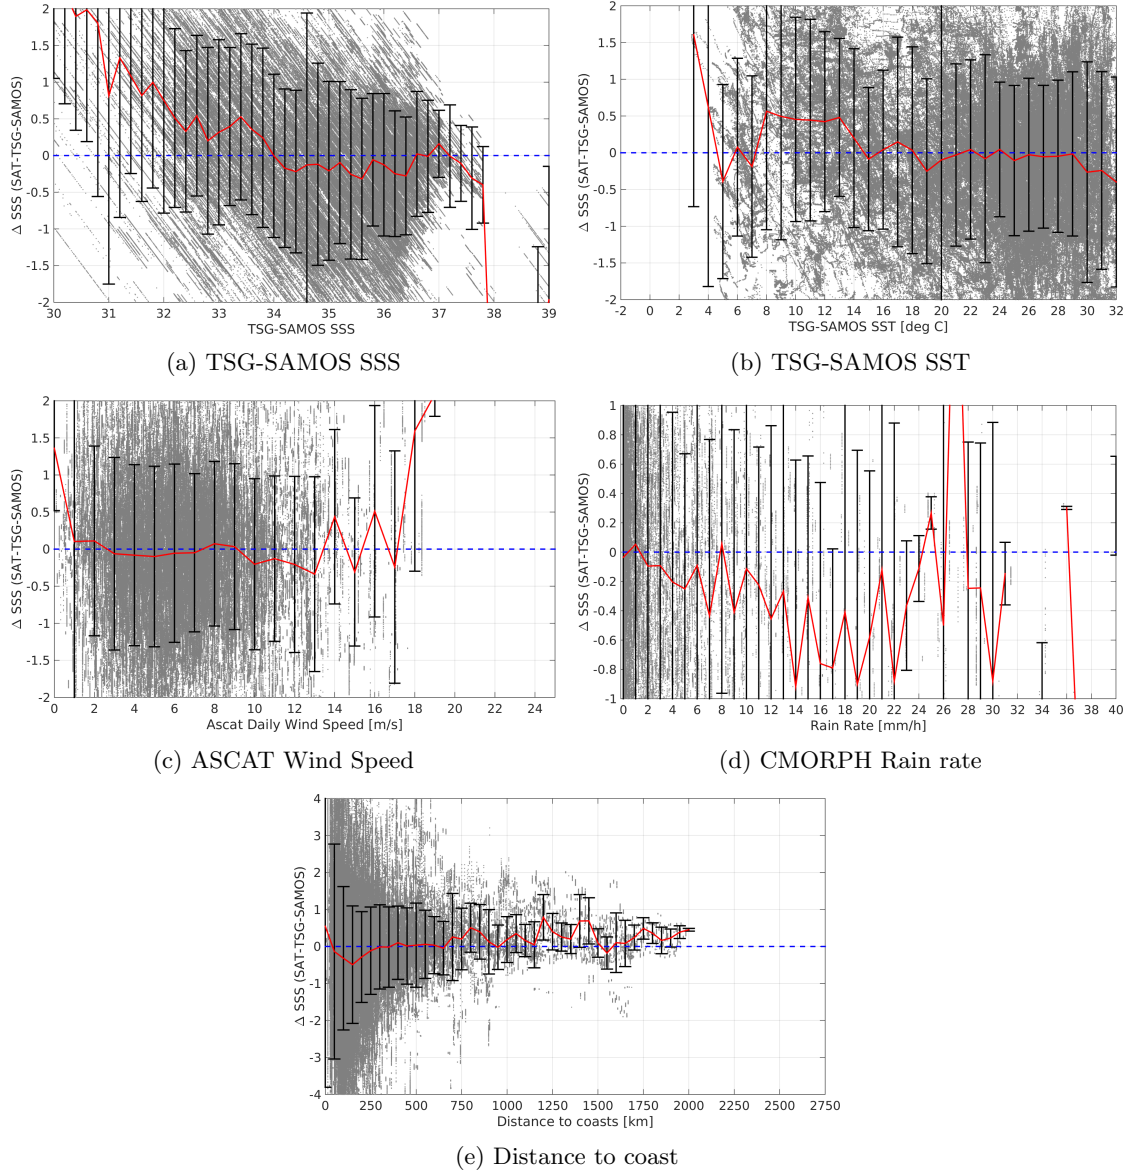 2
1.5
1
0.5
0
-0.5
-1
-1.5
-2
Δ SSS (SAT-TSG-SAMOS)
30 31 32 33 34 35 36 37 38 39
TSG-SAMOS SSS
(a) TSG-SAMOS SSS
2
1.5
1
0.5
0
-0.5
-1
-1.5
-2
Δ SSS (SAT-TSG-SAMOS)
-2 0 2 4 6 8 10 12 14 16 18 20 22 24 26 28 30 32
TSG-SAMOS SST [deg C]
(b) TSG-SAMOS SST
2
1.5
1
0.5
0
-0.5
-1
-1.5
-2
Δ SSS (SAT-TSG-SAMOS)
0 2 4 6 8 10 12 14 16 18 20 22 24
Ascat Daily Wind Speed [m/s]
(c) ASCAT Wind Speed
1
0.8
0.6
0.4
0.2
0
-0.2
-0.4
-0.6
-0.8
-1
Δ SSS (SAT-TSG-SAMOS)
0 2 4 6 8 10 12 14 16 18 20 22 24 26 28 30 32 34 36 38 40
Rain Rate [mm/h]
(d) CMORPH Rain rate
4
3
2
1
0
-1
-2
-3
-4
Δ SSS (SAT-TSG-SAMOS)
0 250 500 750 1000 1250 1500 1750 2000 2250 2500 2750
Distance to coasts [km]
(e) Distance to coast